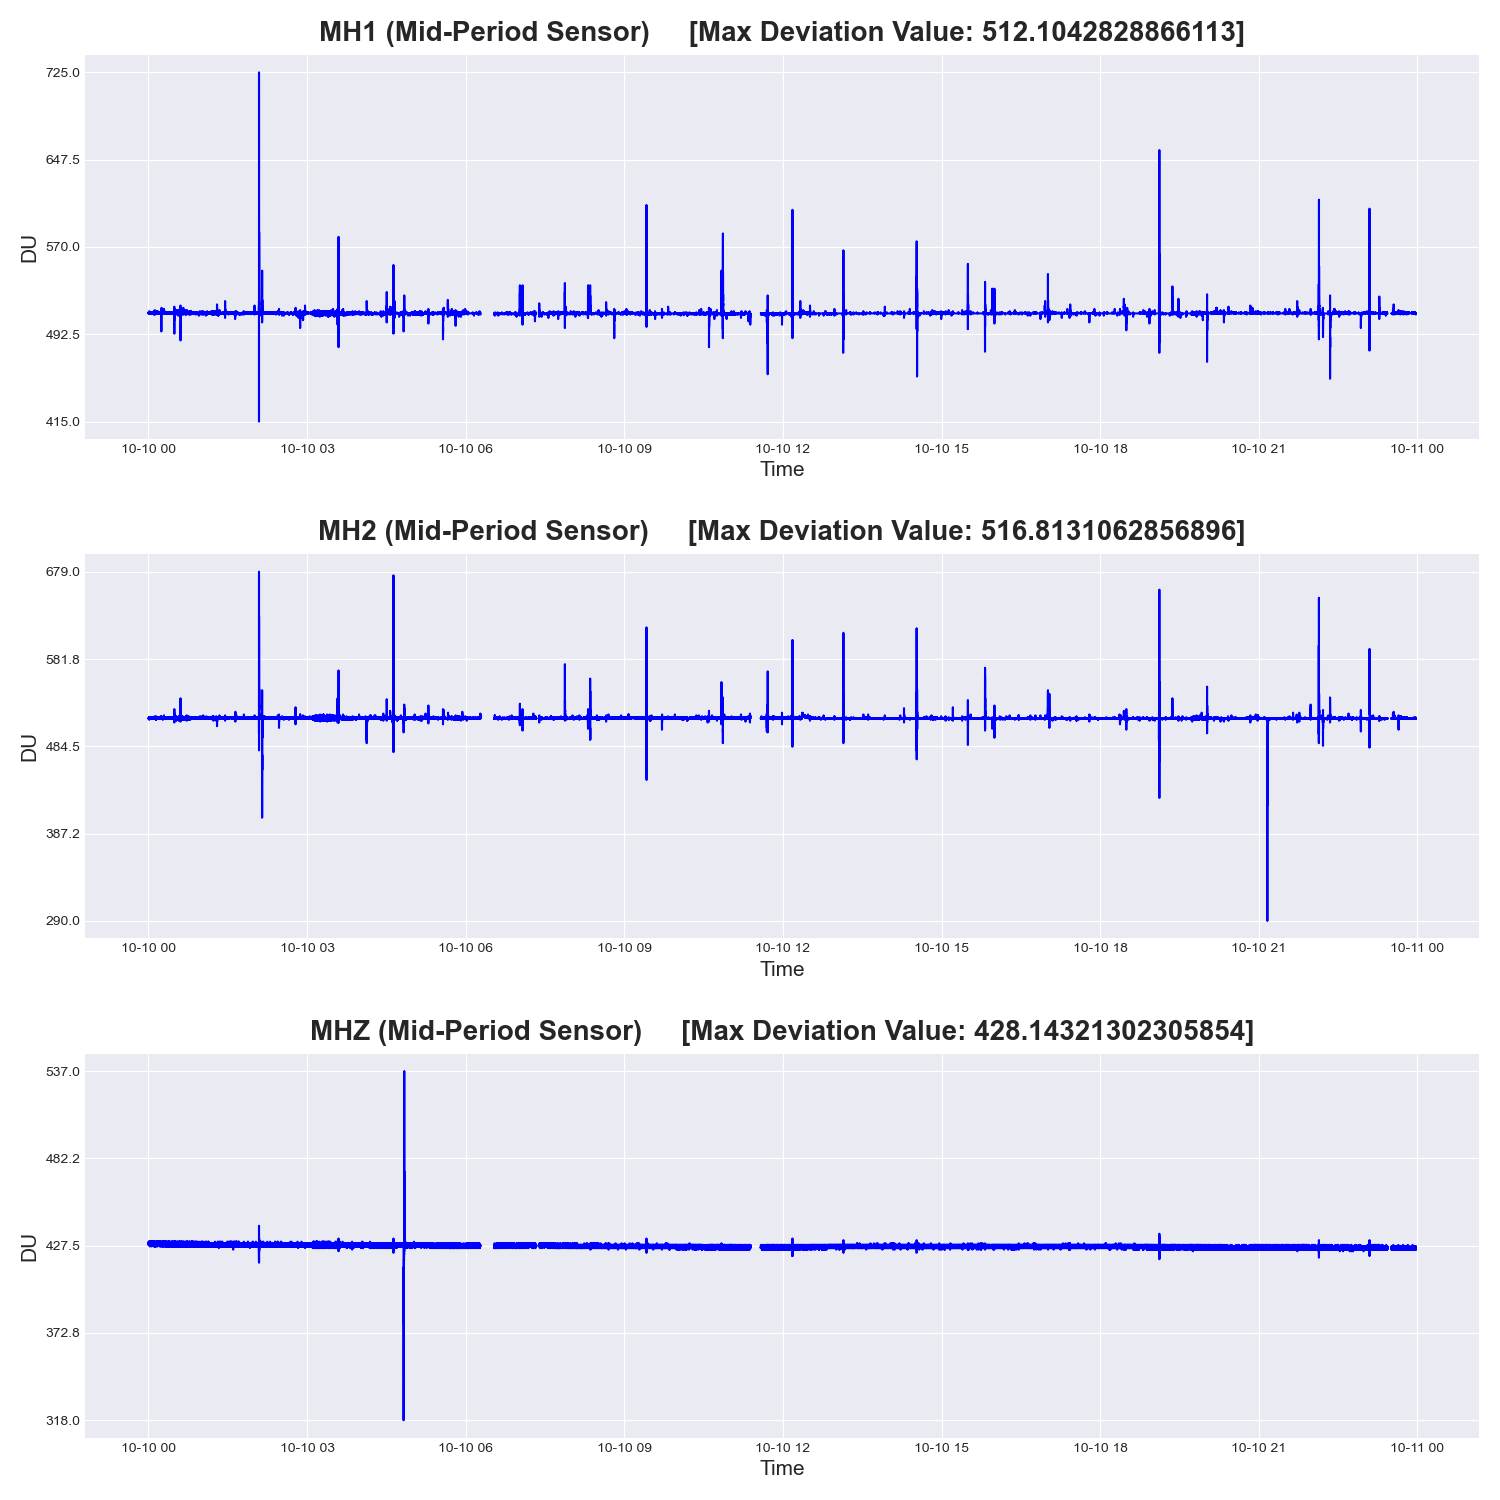 MH1 (Mid-Period Sensor) [Max Deviation Value: 512.1042828866113]
725.0
647.5
570.0
492.5
415.0
DU
10-10 00 10-10 03 10-10 06 10-10 09 10-10 12 10-10 15 10-10 18 10-10 21 10-11 00
Time
MH2 (Mid-Period Sensor) [Max Deviation Value: 516.8131062856896]
679.0
581.8
484.5
387.2
290.0
DU
10-10 00 10-10 03 10-10 06 10-10 09 10-10 12 10-10 15 10-10 18 10-10 21 10-11 00
Time
MHZ (Mid-Period Sensor) [Max Deviation Value: 428.14321302305854]
537.0
482.2
427.5
372.8
318.0
DU
10-10 00 10-10 03 10-10 06 10-10 09 10-10 12 10-10 15 10-10 18 10-10 21 10-11 00
Time